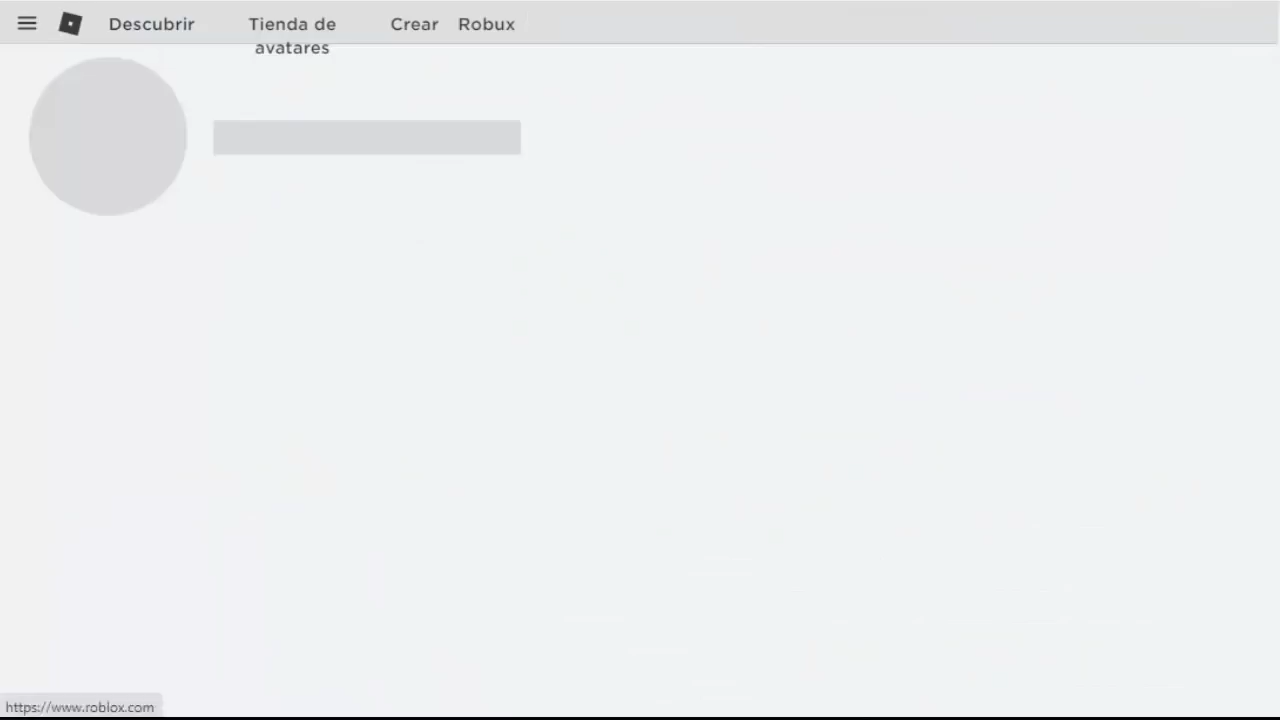 Descubrir
Tienda de
avatares
Crear
Robux
https://www.roblox.com